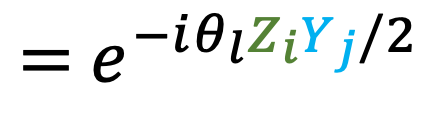 = e^{-iθ_l Z_i Y_j/2}